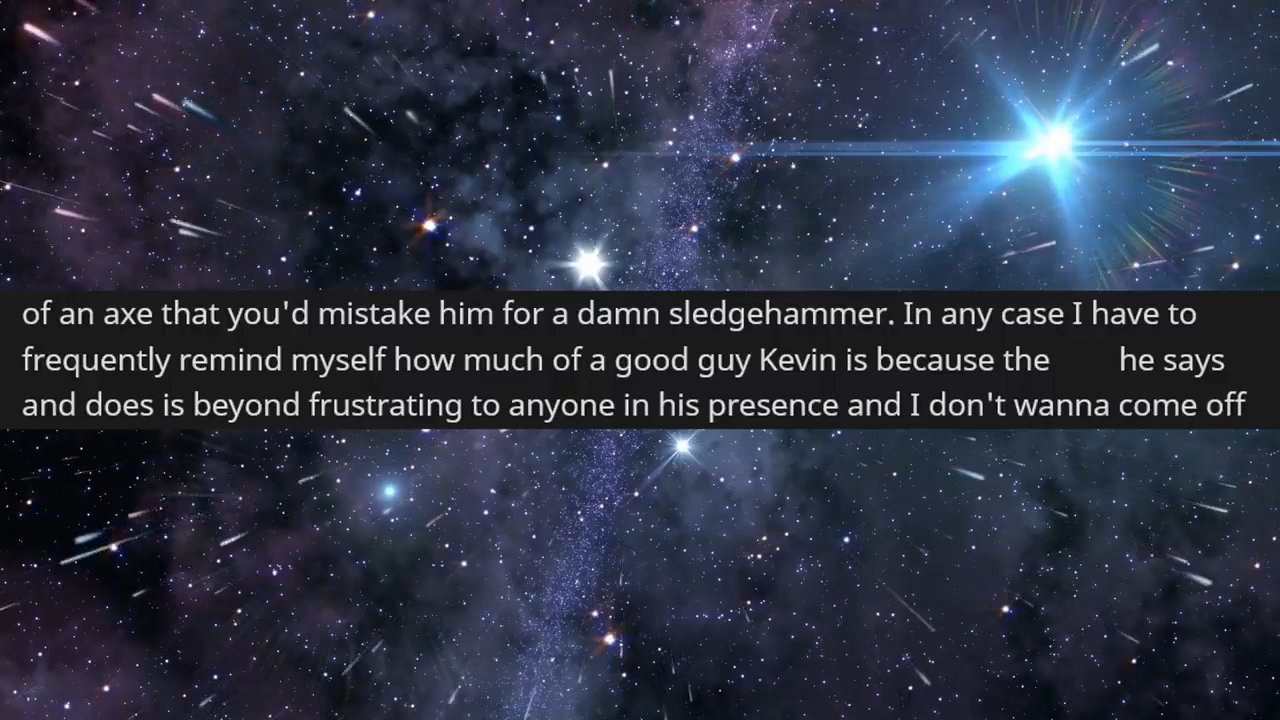 of an axe that you'd mistake him for a damn sledgehammer. In any case I have to
frequently remind myself how much of a good guy Kevin is because the he says
and does is beyond frustrating to anyone in his presence and I don't wanna come off